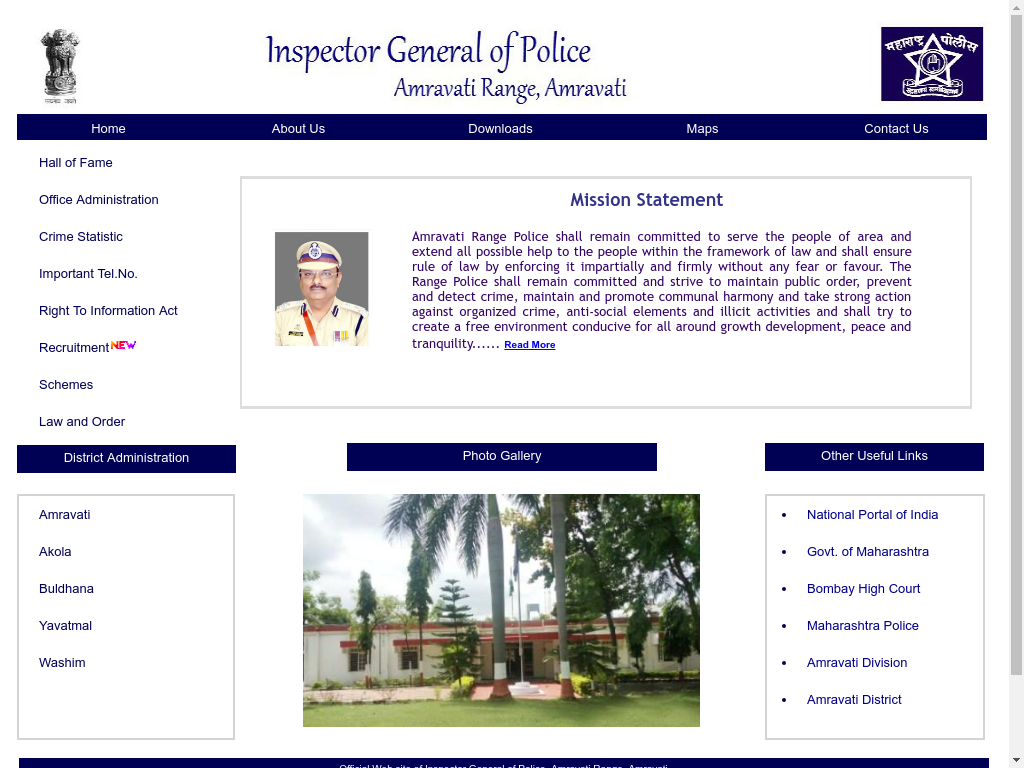 Inspector General of Police
Amravati Range, Amravati
महाराष्ट्र पोलीस
Home About Us Downloads Maps Contact Us
Hall of Fame
Office Administration
Crime Statistic
Important Tel.No.
Right To Information Act
Recruitment NEW
Schemes
Law and Order
Mission Statement
Amravati Range Police shall remain committed to serve the people of area and
extend all possible help to the people within the framework of law and shall ensure
rule of law by enforcing it impartially and firmly without any fear or favour. The
Range Police shall remain committed and strive to maintain public order, prevent
and detect crime, maintain and promote communal harmony and take strong action
against organized crime, anti-social elements and illicit activities and shall try to
create a free environment conducive for all around growth development, peace and
tranquility...... Read More
District Administration
Amravati
Akola
Buldhana
Yavatmal
Washim
Photo Gallery
Other Useful Links
• National Portal of India
• Govt. of Maharashtra
• Bombay High Court
• Maharashtra Police
• Amravati Division
• Amravati District
Official Web site of Inspector General of Police, Amravati Range, Amravati